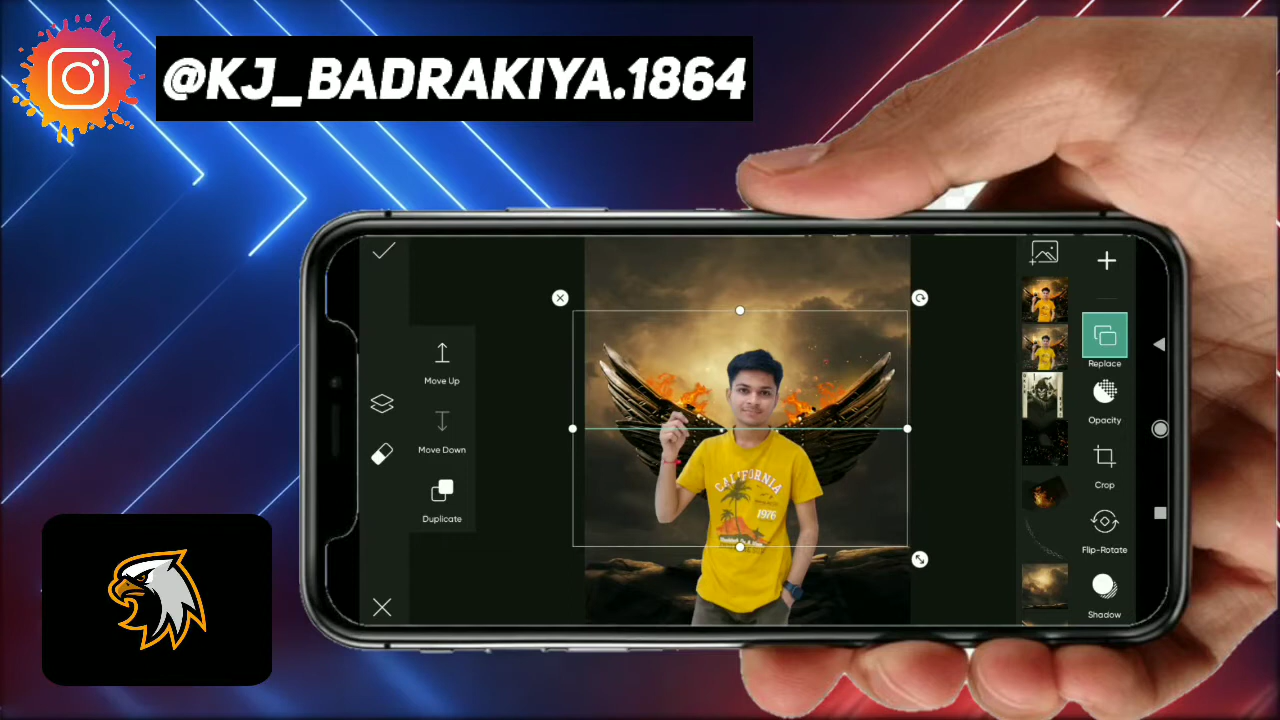 @KJ_BADRAKIYA.1864
Move Up
Move Down
Duplicate
Replace
Opacity
Crop
Flip-Rotate
Shadow
CALIFORNIA
1976